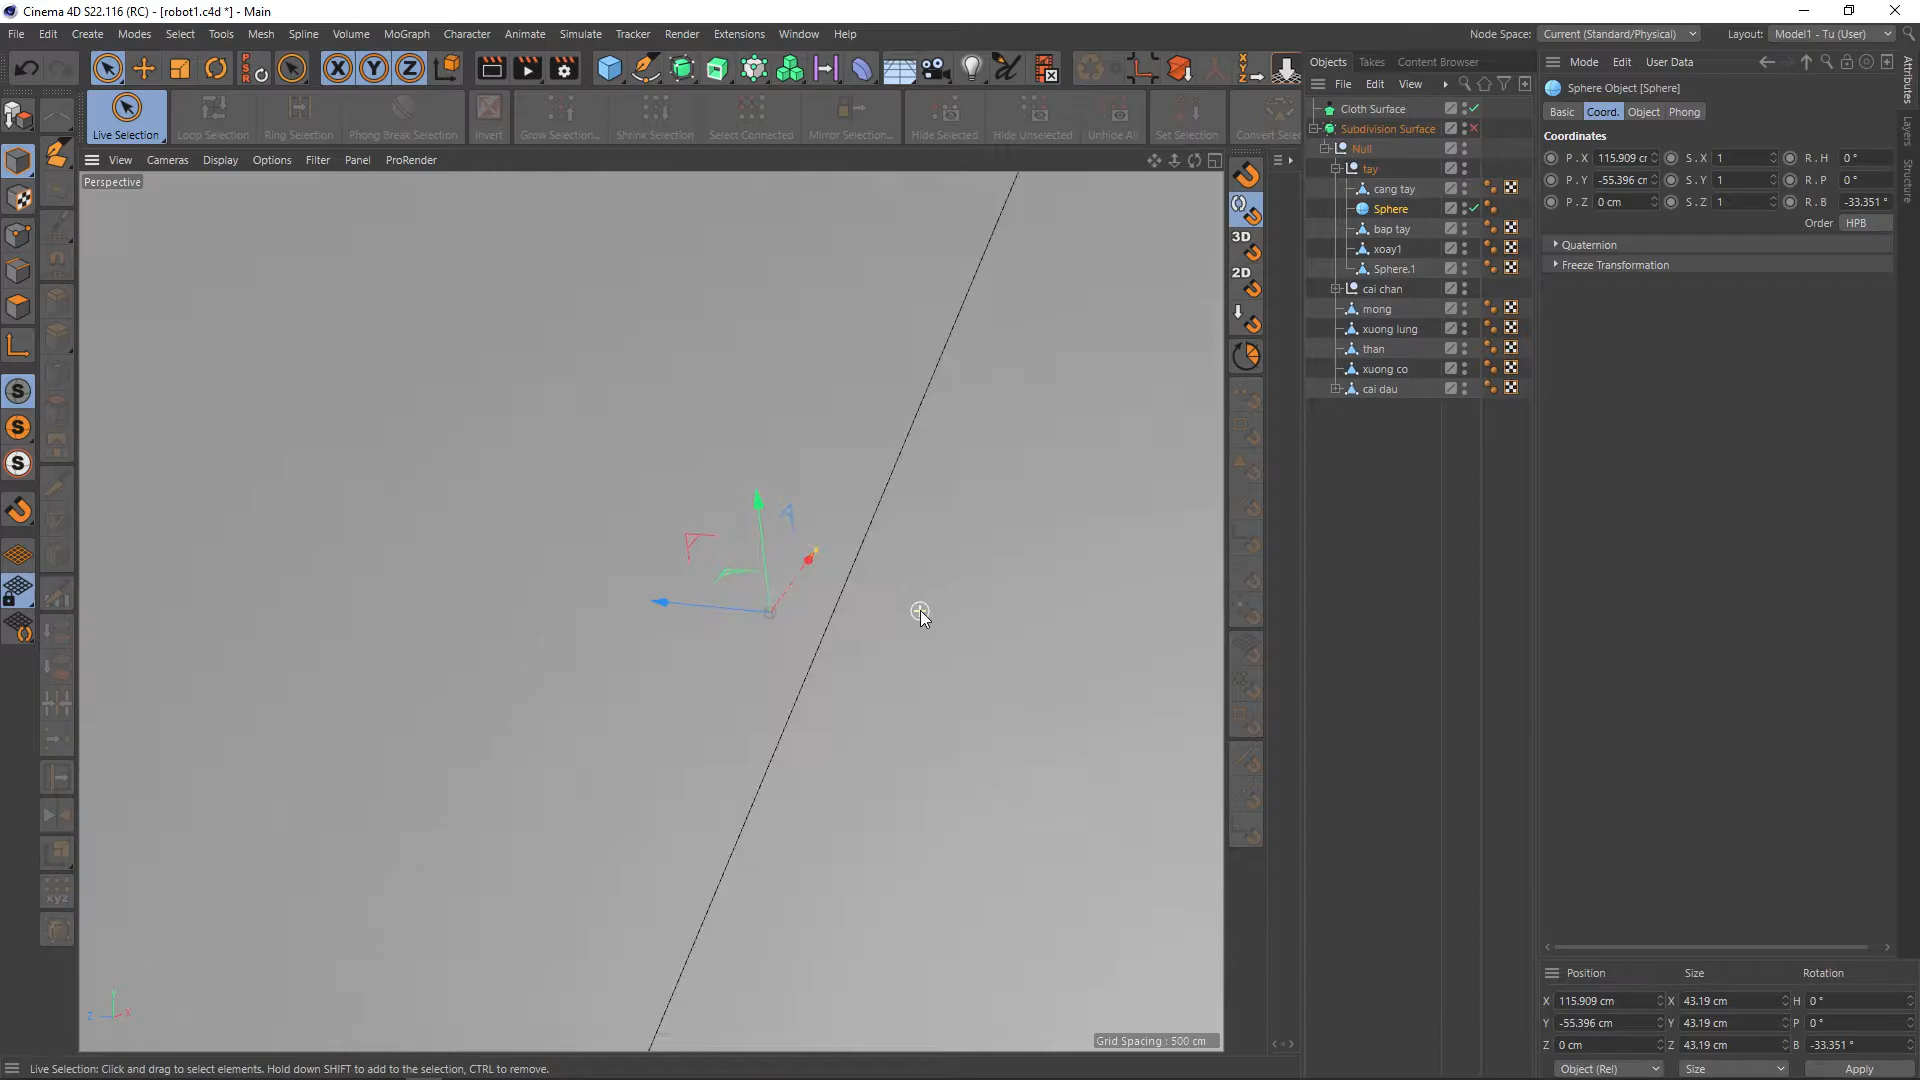 Cinema 4D S22.116 (RC) - [robot1.c4d *] - Main
File Edit Create Modes Select Tools Mesh Spline Volume MoGraph Character Animate Simulate Tracker Render Extensions Window Help Node Space: Current (Standard/Physical) Layout: Model1 - Tu (User)
X Y Z
PSR
Live Selection Loop Selection Ring Selection Phong Break Selection Invert Grow Selection... Shrink Selection Select Connected Mirror Selection... Hide Selected Hide Unselected Unhide All Set Selection Convert Selec
View Cameras Display Options Filter Panel ProRender
Perspective
3D
2D
S
S
S
xyz
Y
Z X
Grid Spacing : 500 cm
Live Selection: Click and drag to select elements. Hold down SHIFT to add to the selection, CTRL to remove.
Objects Takes Content Browser
File Edit View
Cloth Surface
Subdivision Surface
Null
tay
cang tay
Sphere
bap tay
xoay1
Sphere.1
cai chan
mong
xuong lung
than
xuong co
cai dau
Mode Edit User Data
Sphere Object [Sphere]
Basic Coord. Object Phong
Coordinates
P . X 115.909 cr S . X 1 R . H 0 °
P . Y -55.396 cr S . Y 1 R . P 0 °
P . Z 0 cm S . Z 1 R . B -33.351 °
Order HPB
Quaternion
Freeze Transformation
Attributes
Layers
Structure
Position Size Rotation
X 115.909 cm X 43.19 cm H 0 °
Y -55.396 cm Y 43.19 cm P 0 °
Z 0 cm Z 43.19 cm B -33.351 °
Object (Rel) Size Apply